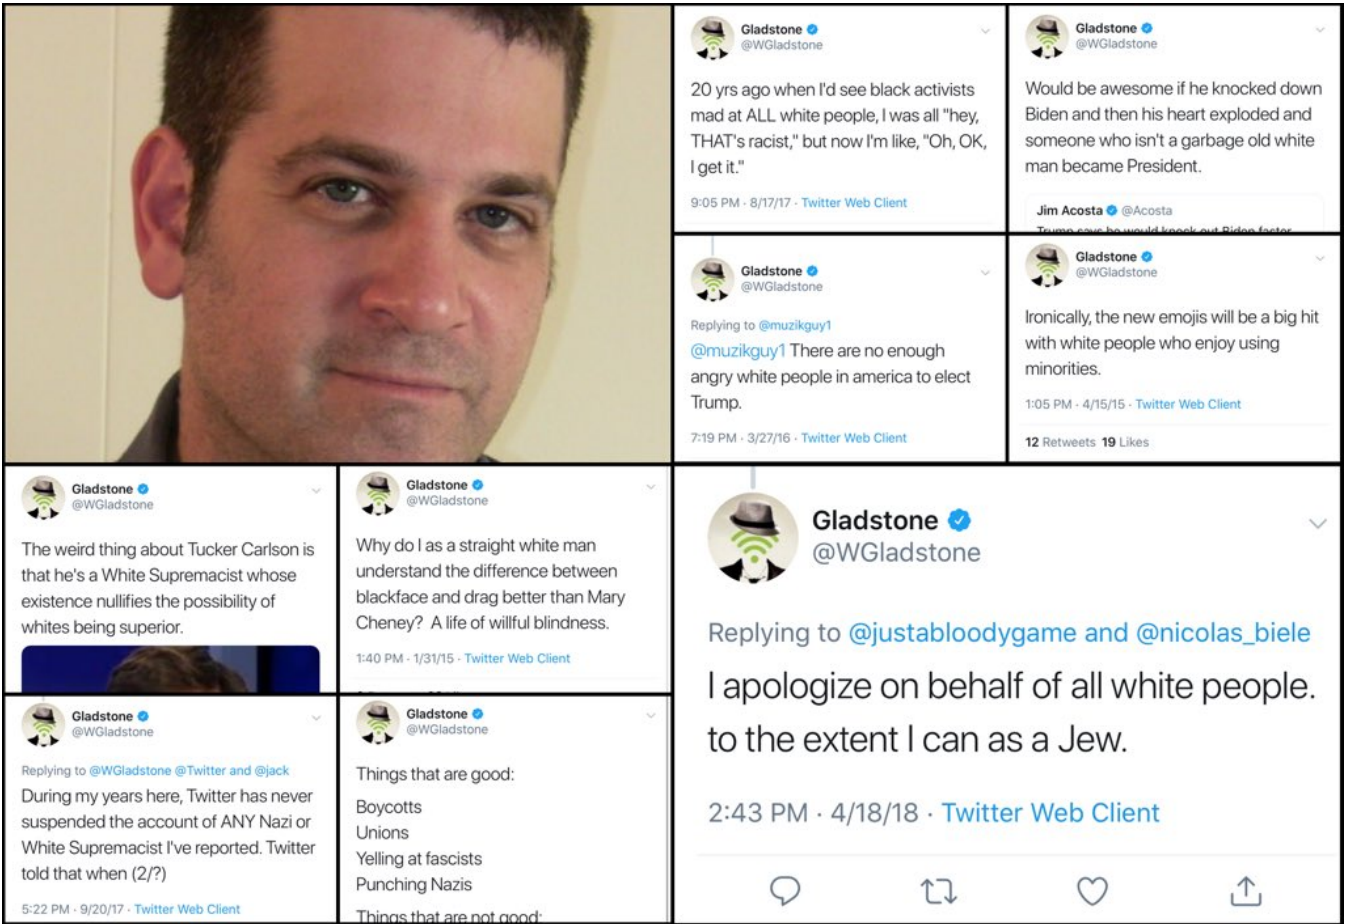 Gladstone
@WGladstone
20 yrs ago when I'd see black activists
mad at ALL white people, I was all "hey,
THAT's racist," but now I'm like, "Oh, OK,
I get it."
9:05 PM · 8/17/17 · Twitter Web Client
Gladstone
@WGladstone
Would be awesome if he knocked down
Biden and then his heart exploded and
someone who isn't a garbage old white
man became President.
Jim Acosta @Acosta
Trump says he would knock out Biden faster
Gladstone
@WGladstone
Replying to @muzikguy1
@muzikguy1 There are no enough
angry white people in america to elect
Trump.
7:19 PM · 3/27/16 · Twitter Web Client
Gladstone
@WGladstone
Ironically, the new emojis will be a big hit
with white people who enjoy using
minorities.
1:05 PM · 4/15/15 · Twitter Web Client
12 Retweets 19 Likes
Gladstone
@WGladstone
The weird thing about Tucker Carlson is
that he's a White Supremacist whose
existence nullifies the possibility of
whites being superior.
Gladstone
@WGladstone
Why do I as a straight white man
understand the difference between
blackface and drag better than Mary
Cheney? A life of willful blindness.
1:40 PM · 1/31/15 · Twitter Web Client
Gladstone
@WGladstone
Replying to @WGladstone @Twitter and @jack
During my years here, Twitter has never
suspended the account of ANY Nazi or
White Supremacist I've reported. Twitter
told that when (2/?)
5:22 PM · 9/20/17 · Twitter Web Client
Gladstone
@WGladstone
Things that are good:
Boycotts
Unions
Yelling at fascists
Punching Nazis
Things that are not good:
Gladstone
@WGladstone
Replying to @justabloodygame and @nicolas_biele
I apologize on behalf of all white people.
to the extent I can as a Jew.
2:43 PM · 4/18/18 · Twitter Web Client